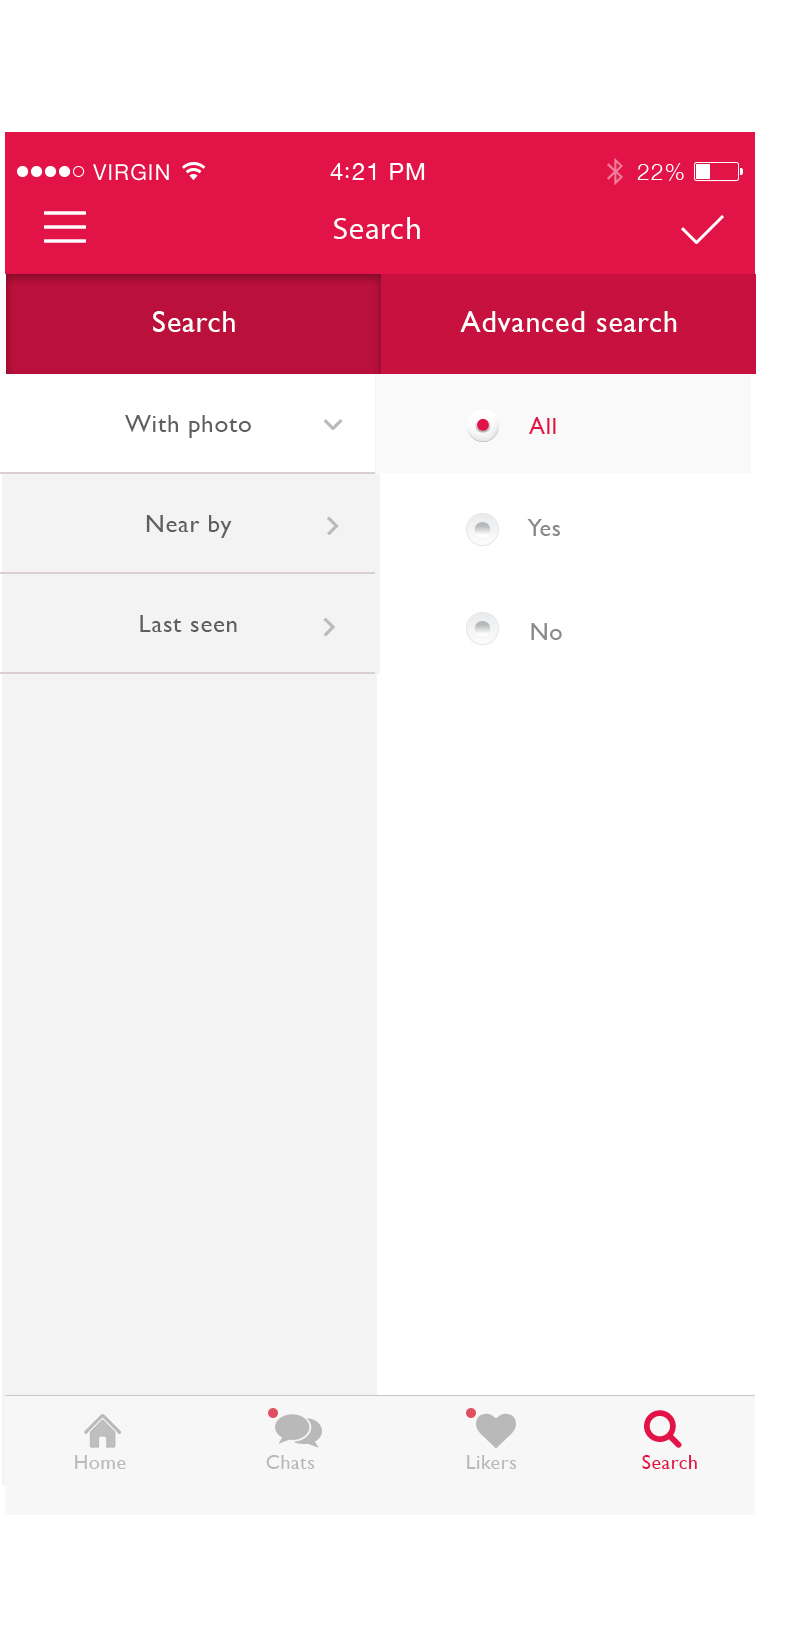 VIRGIN 4:21 PM 22%
Search
Search Advanced search
With photo All
Near by Yes
Last seen No
Home Chats Likers Search